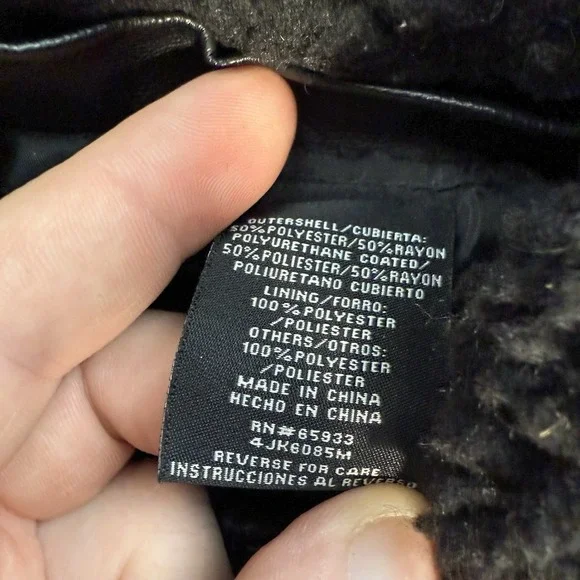 OUTERSHELL/CUBIERTA:
50%POLYESTER/50%RAYON
POLYURETHANE COATED/
50%POLIESTER/50%RAYON
POLIURETANO CUBIERTO
LINING/FORRO:
100%POLYESTER
/POLIESTER
OTHERS/OTROS:
100%POLYESTER
/POLIESTER
MADE IN CHINA
HECHO EN CHINA
RN#65933
4JK6085M
REVERSE FOR CARE
INSTRUCCIONES AL REVERSO